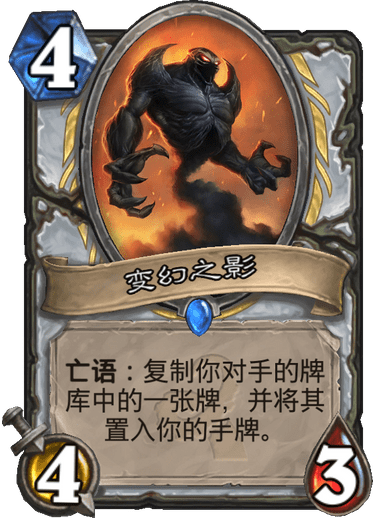 4
变幻之影
亡语：复制你对手的牌
库中的一张牌，并将其
置入你的手牌。
4
3